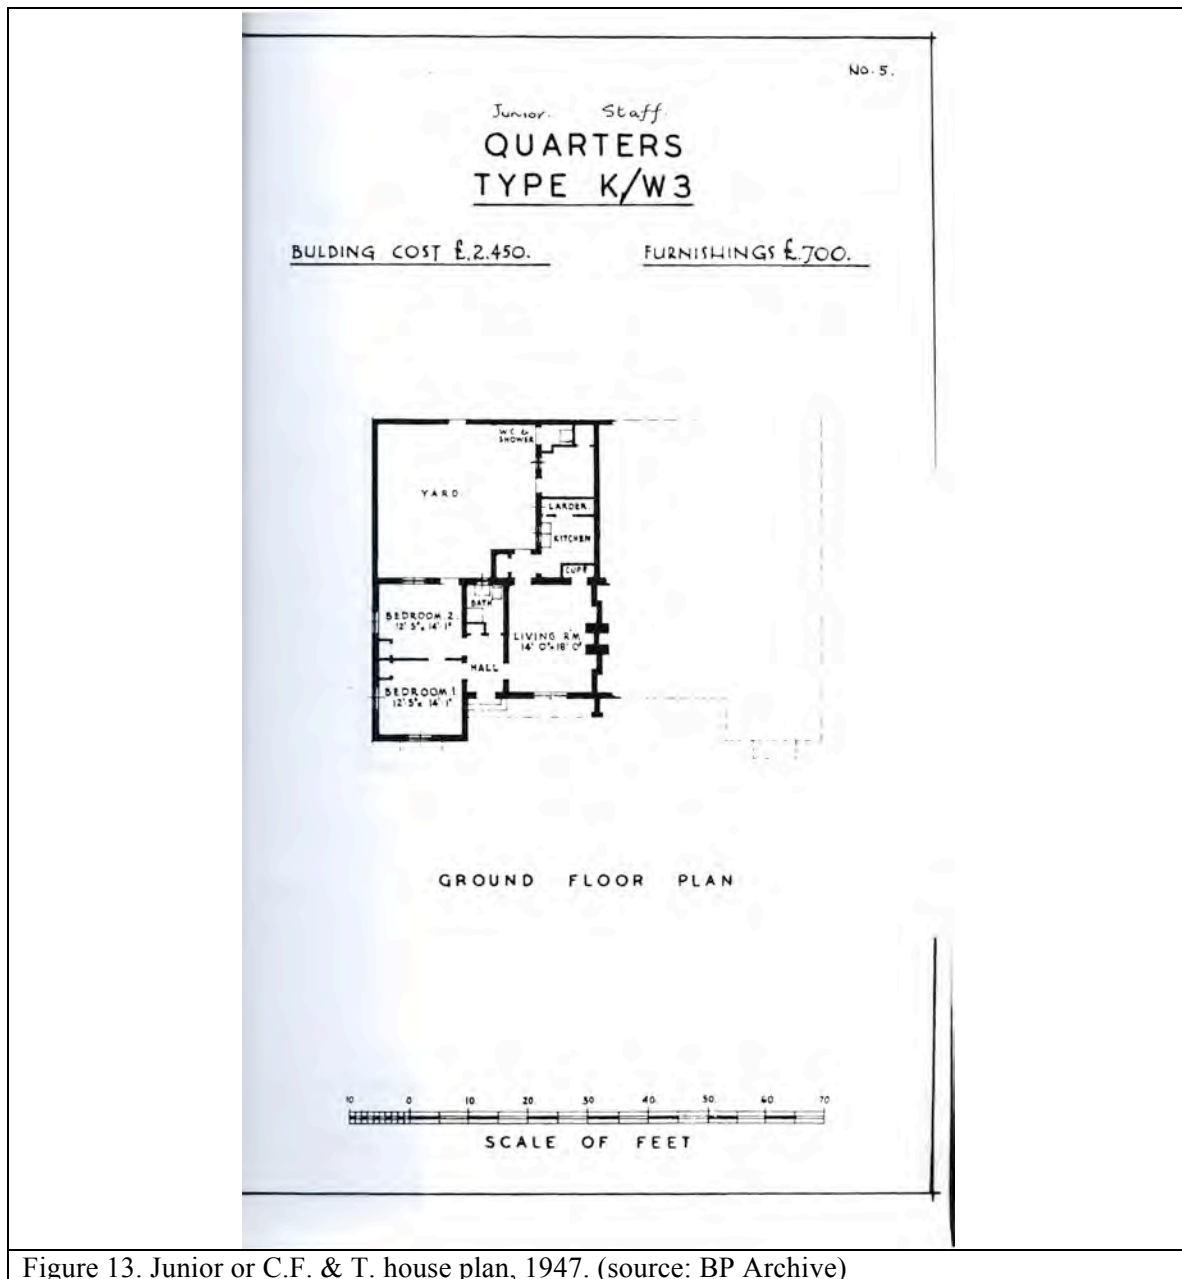 No. 5.
Junior. Staff.
QUARTERS
TYPE K/W3
BULDING COST £.2.450.
FURNISHINGS £.700.
W.C. &
SHOWER
YARD.
LARDER.
KITCHEN
CUPD
BATH
BEDROOM.2.
12' 5" x 14' 1"
LIVING RM
14' 0" x 18' 0"
HALL
BEDROOM.1.
12' 5" x 14' 1"
GROUND FLOOR PLAN
10 0 10 20 30 40 50 60 70
SCALE OF FEET
Figure 13. Junior or C.F. & T. house plan, 1947. (source: BP Archive)